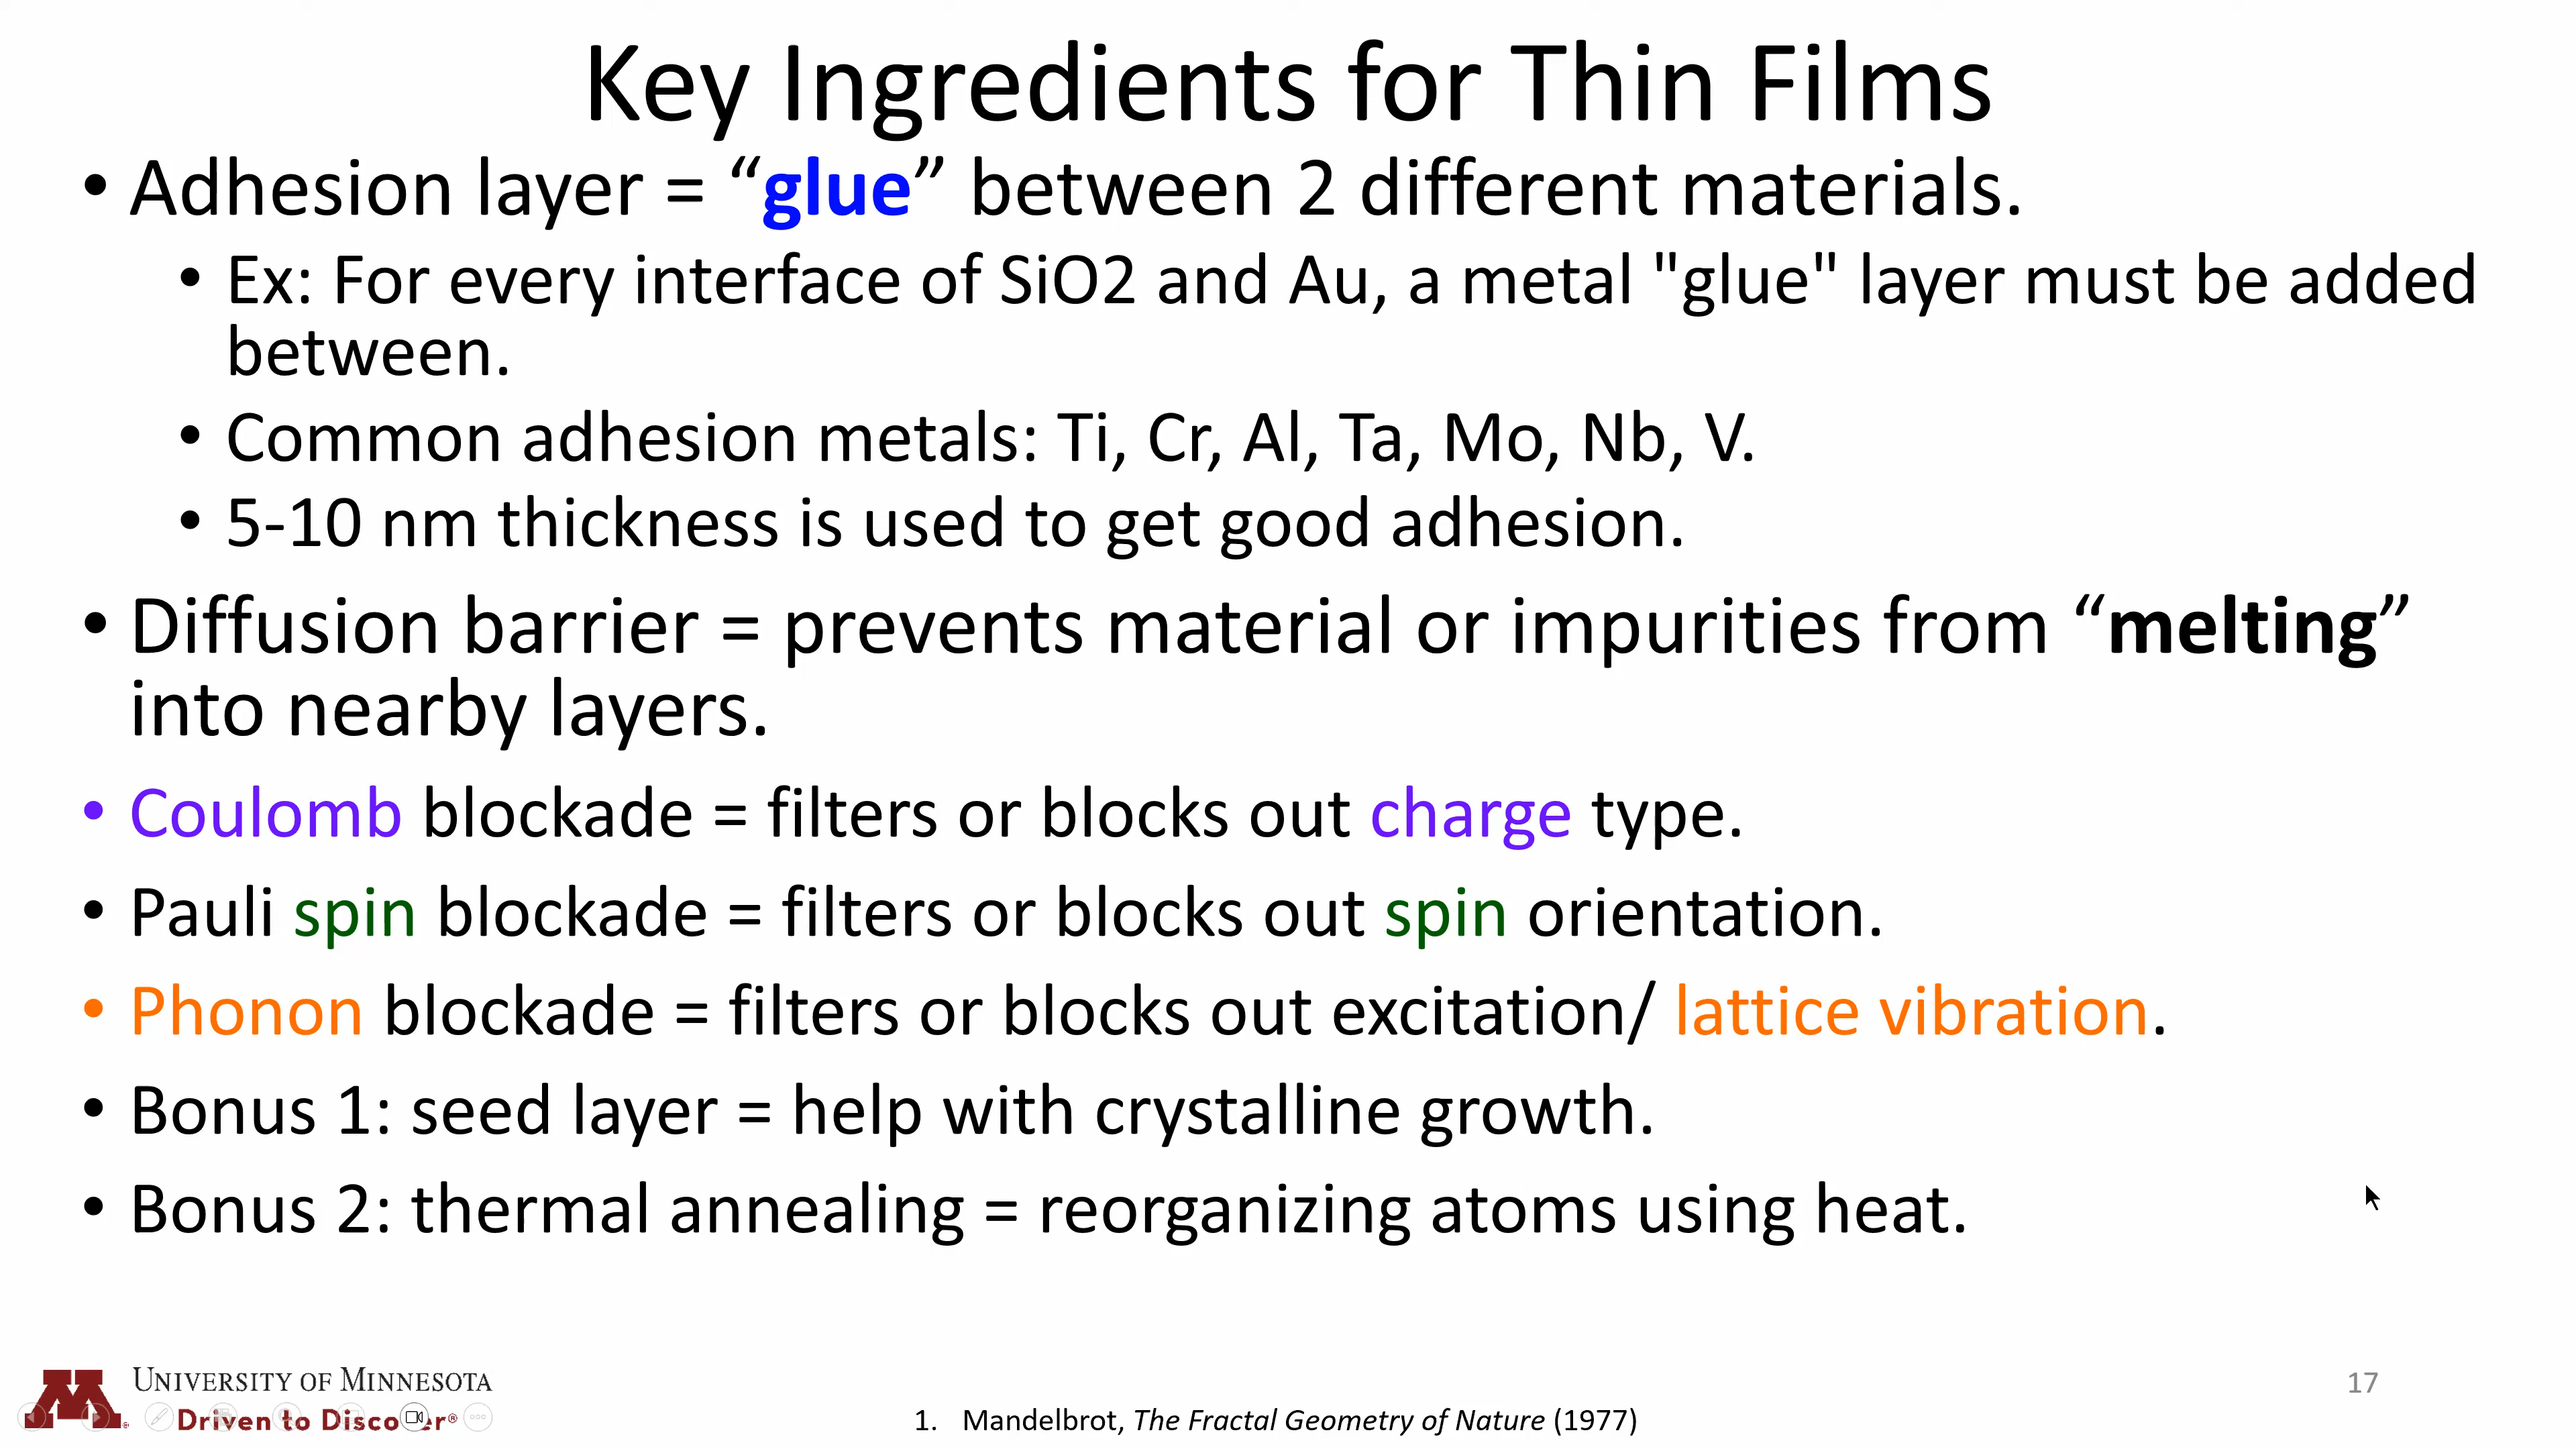 Key Ingredients for Thin Films
• Adhesion layer = “glue” between 2 different materials.
• Ex: For every interface of SiO2 and Au, a metal "glue" layer must be added
between.
• Common adhesion metals: Ti, Cr, Al, Ta, Mo, Nb, V.
• 5-10 nm thickness is used to get good adhesion.
• Diffusion barrier = prevents material or impurities from “melting”
into nearby layers.
• Coulomb blockade = filters or blocks out charge type.
• Pauli spin blockade = filters or blocks out spin orientation.
• Phonon blockade = filters or blocks out excitation/ lattice vibration.
• Bonus 1: seed layer = help with crystalline growth.
• Bonus 2: thermal annealing = reorganizing atoms using heat.
M®
University of Minnesota
Driven to Discover®
1. Mandelbrot, The Fractal Geometry of Nature (1977)
17